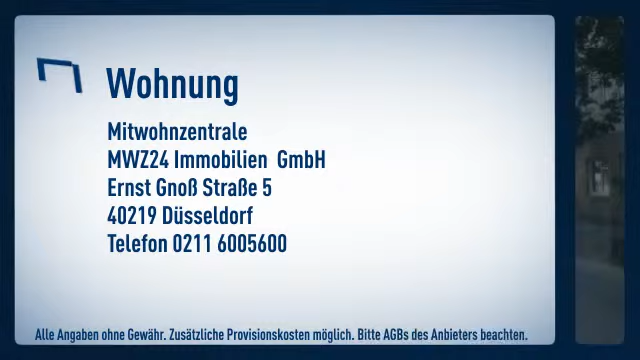 Wohnung
Mitwohnzentrale
MWZ24 Immobilien GmbH
Ernst Gnoß Straße 5
40219 Düsseldorf
Telefon 0211 6005600
Alle Angaben ohne Gewähr. Zusätzliche Provisionskosten möglich. Bitte AGBs des Anbieters beachten.